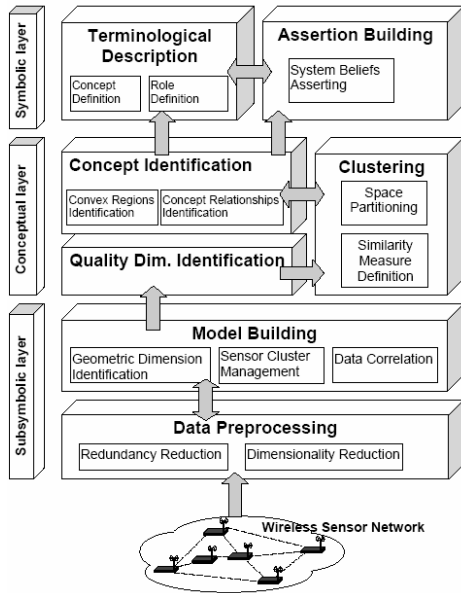 Symbolic layer
Terminological
Description
Concept
Definition
Role
Definition
Assertion Building
System Beliefs
Asserting
Conceptual layer
Concept Identification
Convex Regions
Identification
Concept Relationships
Identification
Clustering
Space
Partitioning
Similarity
Measure
Definition
Quality Dim. Identification
Subsymbolic layer
Model Building
Geometric Dimension
Identification
Sensor Cluster
Management
Data Correlation
Data Preprocessing
Redundancy Reduction
Dimensionality Reduction
Wireless Sensor Network